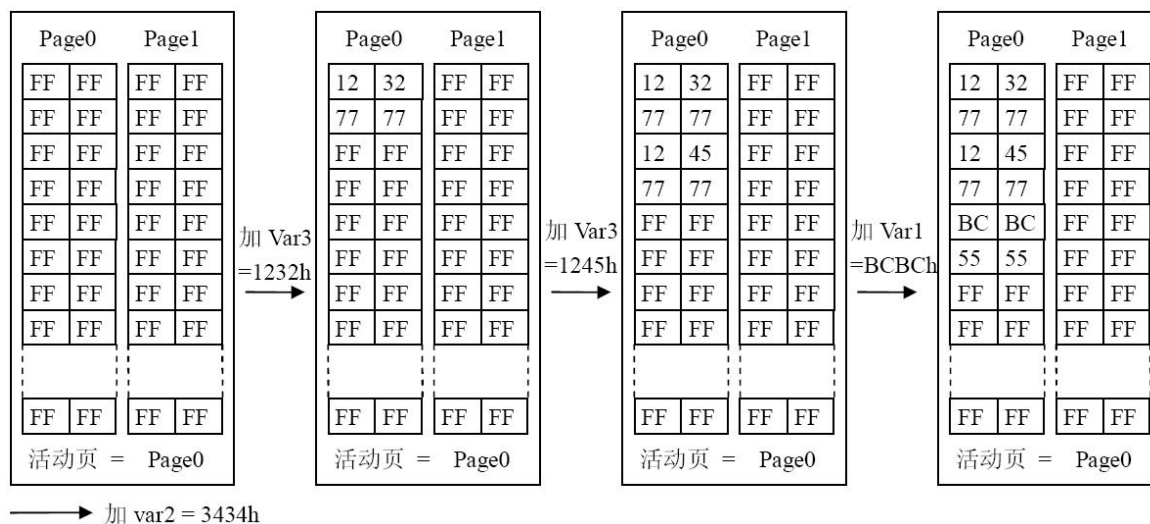 Page0 Page1 Page0 Page1 Page0 Page1 Page0 Page1
FF FF FF FF 12 32 FF FF 12 32 FF FF 12 32 FF FF
FF FF FF FF 77 77 FF FF 77 77 FF FF 77 77 FF FF
FF FF FF FF FF FF FF FF 12 45 FF FF 12 45 FF FF
FF FF FF FF FF FF FF FF 77 77 FF FF 77 77 FF FF
FF FF FF FF 加 Var3 FF FF FF FF 加 Var3 FF FF FF FF 加 Var1 BC BC FF FF
FF FF FF FF =1232h FF FF FF FF =1245h FF FF FF FF =BCBCh 55 55 FF FF
FF FF FF FF FF FF FF FF FF FF FF FF FF FF FF FF
FF FF FF FF FF FF FF FF FF FF FF FF FF FF FF FF
FF FF FF FF FF FF FF FF FF FF FF FF FF FF FF FF
活动页 = Page0 活动页 = Page0 活动页 = Page0 活动页 = Page0
加 var2 = 3434h